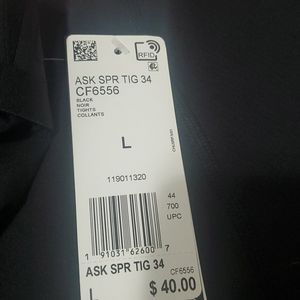 RFID
ASK SPR TIG 34
CF6556
BLACK
NOIR
TIGHTS
COLLANTS
L
119011320
44
700
UPC
1 91031 62600 7
ASK SPR TIG 34
CF6556
L
$ 40.00